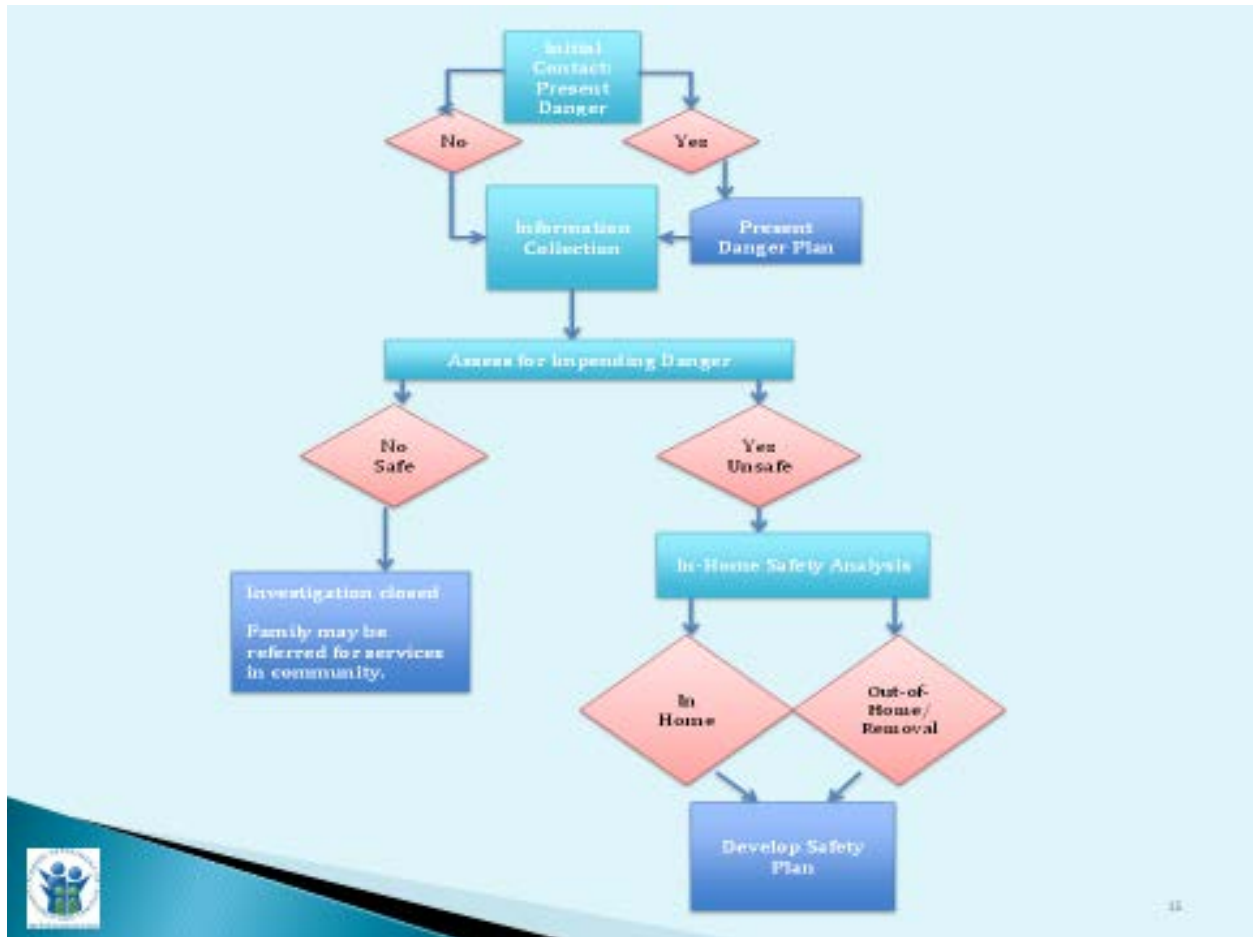 Initial
Contact:
Present
Danger
No
Yes
Information
Collection
Present
Danger Plan
Assess for Impending Danger
No
Safe
Yes
Unsafe
In-Home Safety Analysis
Investigation closed
Family may be
referred for services
in community.
In
Home
Out-of-
Home/
Removal
Develop Safety
Plan